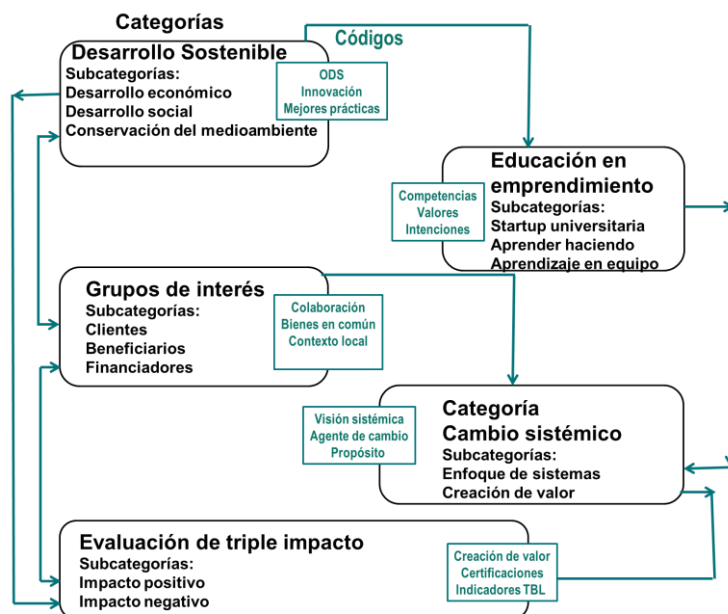 Categorías
Códigos
Desarrollo Sostenible
Subcategorías:
Desarrollo económico
Desarrollo social
Conservación del medioambiente
ODS
Innovación
Mejores prácticas
Educación en
emprendimiento
Subcategorías:
Startup universitaria
Aprender haciendo
Aprendizaje en equipo
Competencias
Valores
Intenciones
Grupos de interés
Subcategorías:
Clientes
Beneficiarios
Financiadores
Colaboración
Bienes en común
Contexto local
Categoría
Cambio sistémico
Subcategorías:
Enfoque de sistemas
Creación de valor
Visión sistémica
Agente de cambio
Propósito
Evaluación de triple impacto
Subcategorías:
Impacto positivo
Impacto negativo
Creación de valor
Certificaciones
Indicadores TBL